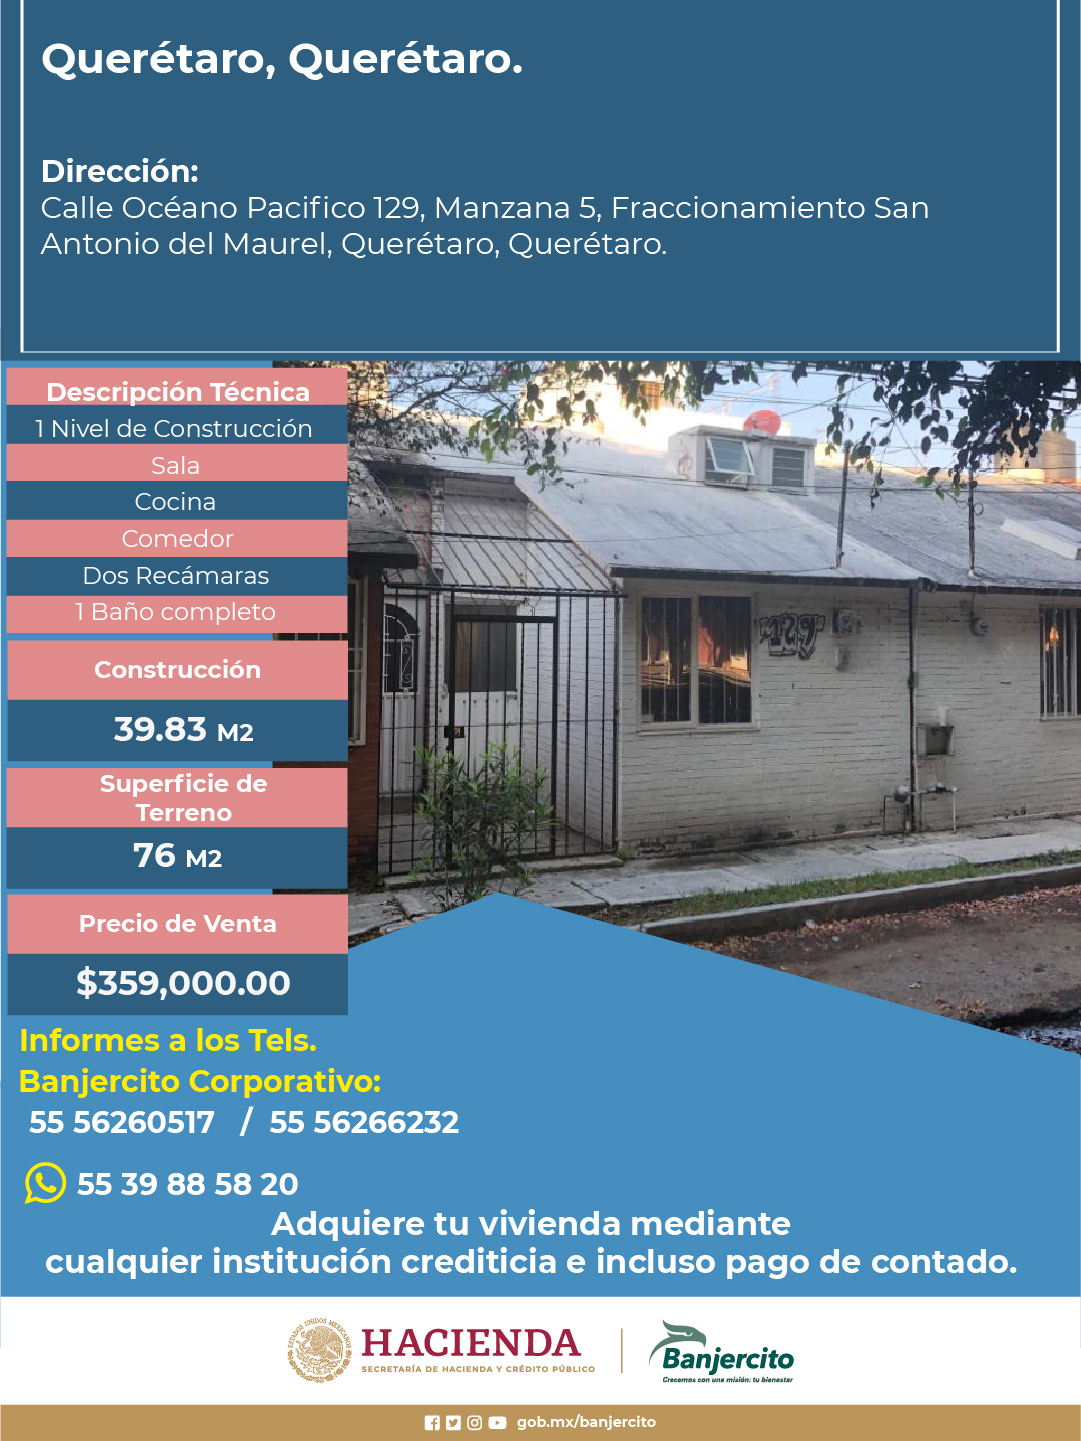 Querétaro, Querétaro.
Dirección:
Calle Océano Pacifico 129, Manzana 5, Fraccionamiento San
Antonio del Maurel, Querétaro, Querétaro.
Descripción Técnica
1 Nivel de Construcción
Sala
Cocina
Comedor
Dos Recámaras
1 Baño completo
Construcción
39.83 M2
Superficie de
Terreno
76 M2
Precio de Venta
$359,000.00
Informes a los Tels.
Banjercito Corporativo:
55 56260517 / 55 56266232
55 39 88 58 20
Adquiere tu vivienda mediante
cualquier institución crediticia e incluso pago de contado.
ESTADOS UNIDOS MEXICANOS
HACIENDA
SECRETARÍA DE HACIENDA Y CRÉDITO PÚBLICO
Banjercito
Crecemos con una misión: tu bienestar
gob.mx/banjercito